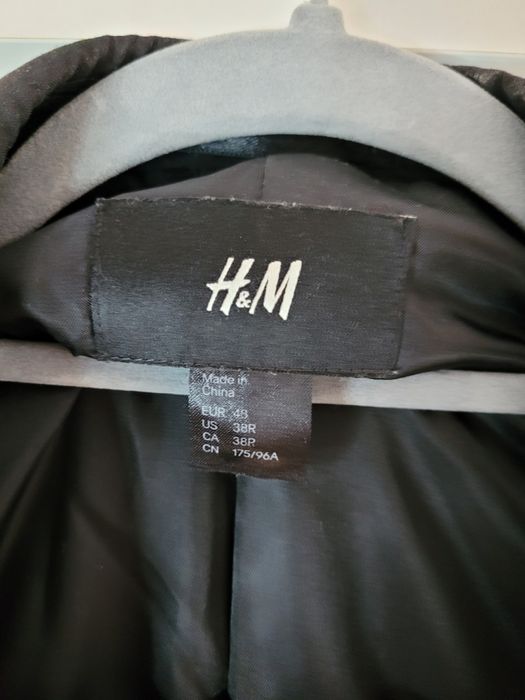 H&M
Made in
China
EUR 48
US 38R
CA 38R
CN 175/96A